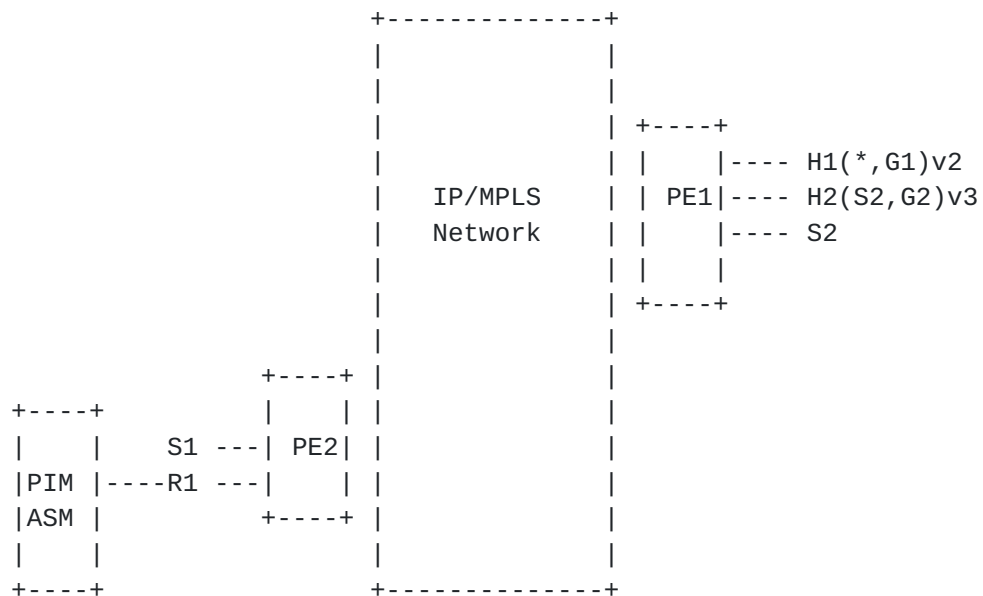 H1(*,G1)v2
IP/MPLS PE1 H2(S2,G2)v3
Network S2
S1 PE2
PIM R1
ASM